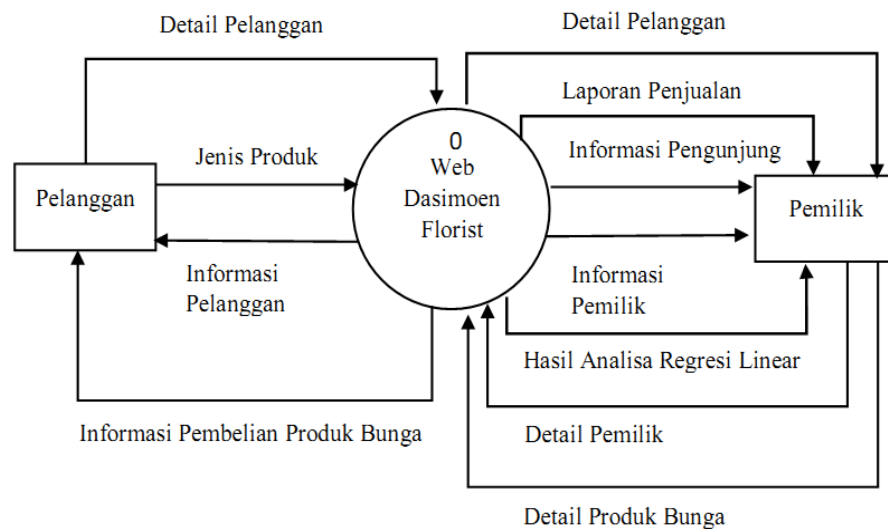 Detail Pelanggan
Detail Pelanggan
Laporan Penjualan
0
Web
Dasimoen
Florist
Jenis Produk
Informasi Pengunjung
Pelanggan
Pemilik
Informasi
Pelanggan
Informasi
Pemilik
Hasil Analisa Regresi Linear
Informasi Pembelian Produk Bunga
Detail Pemilik
Detail Produk Bunga